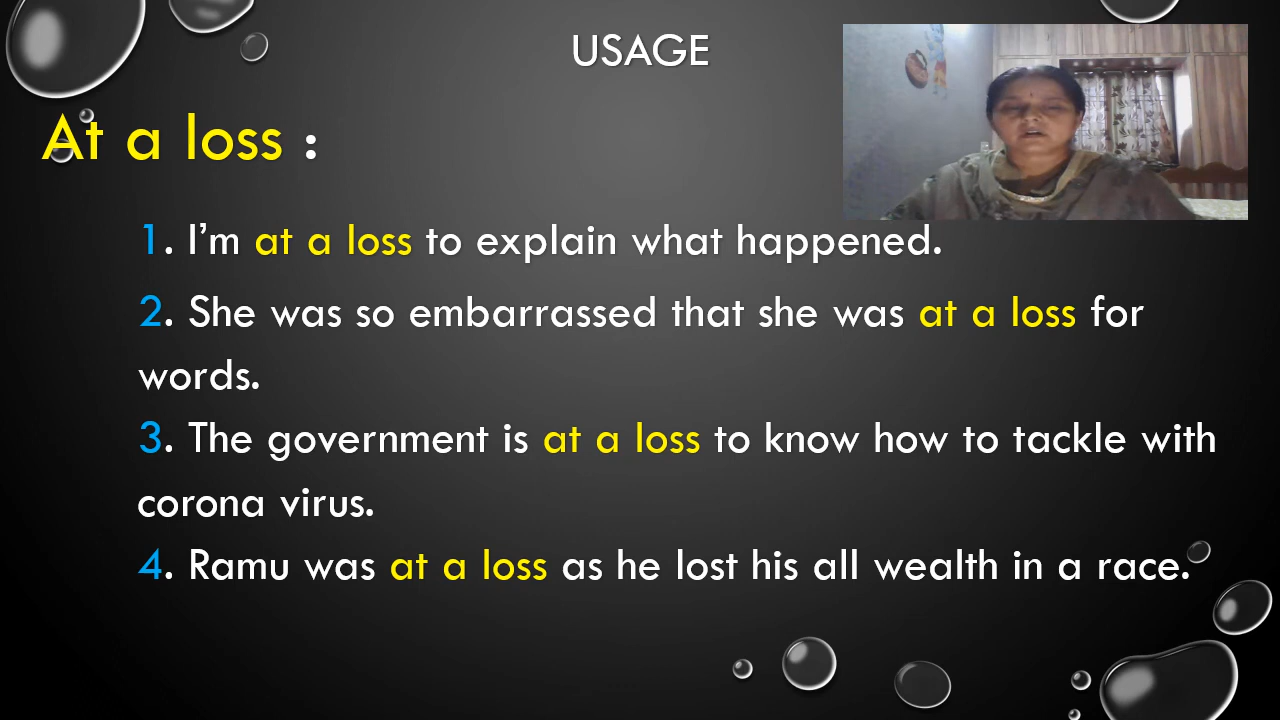 USAGE
At a loss :
1. I’m at a loss to explain what happened.
2. She was so embarrassed that she was at a loss for
words.
3. The government is at a loss to know how to tackle with
corona virus.
4. Ramu was at a loss as he lost his all wealth in a race.